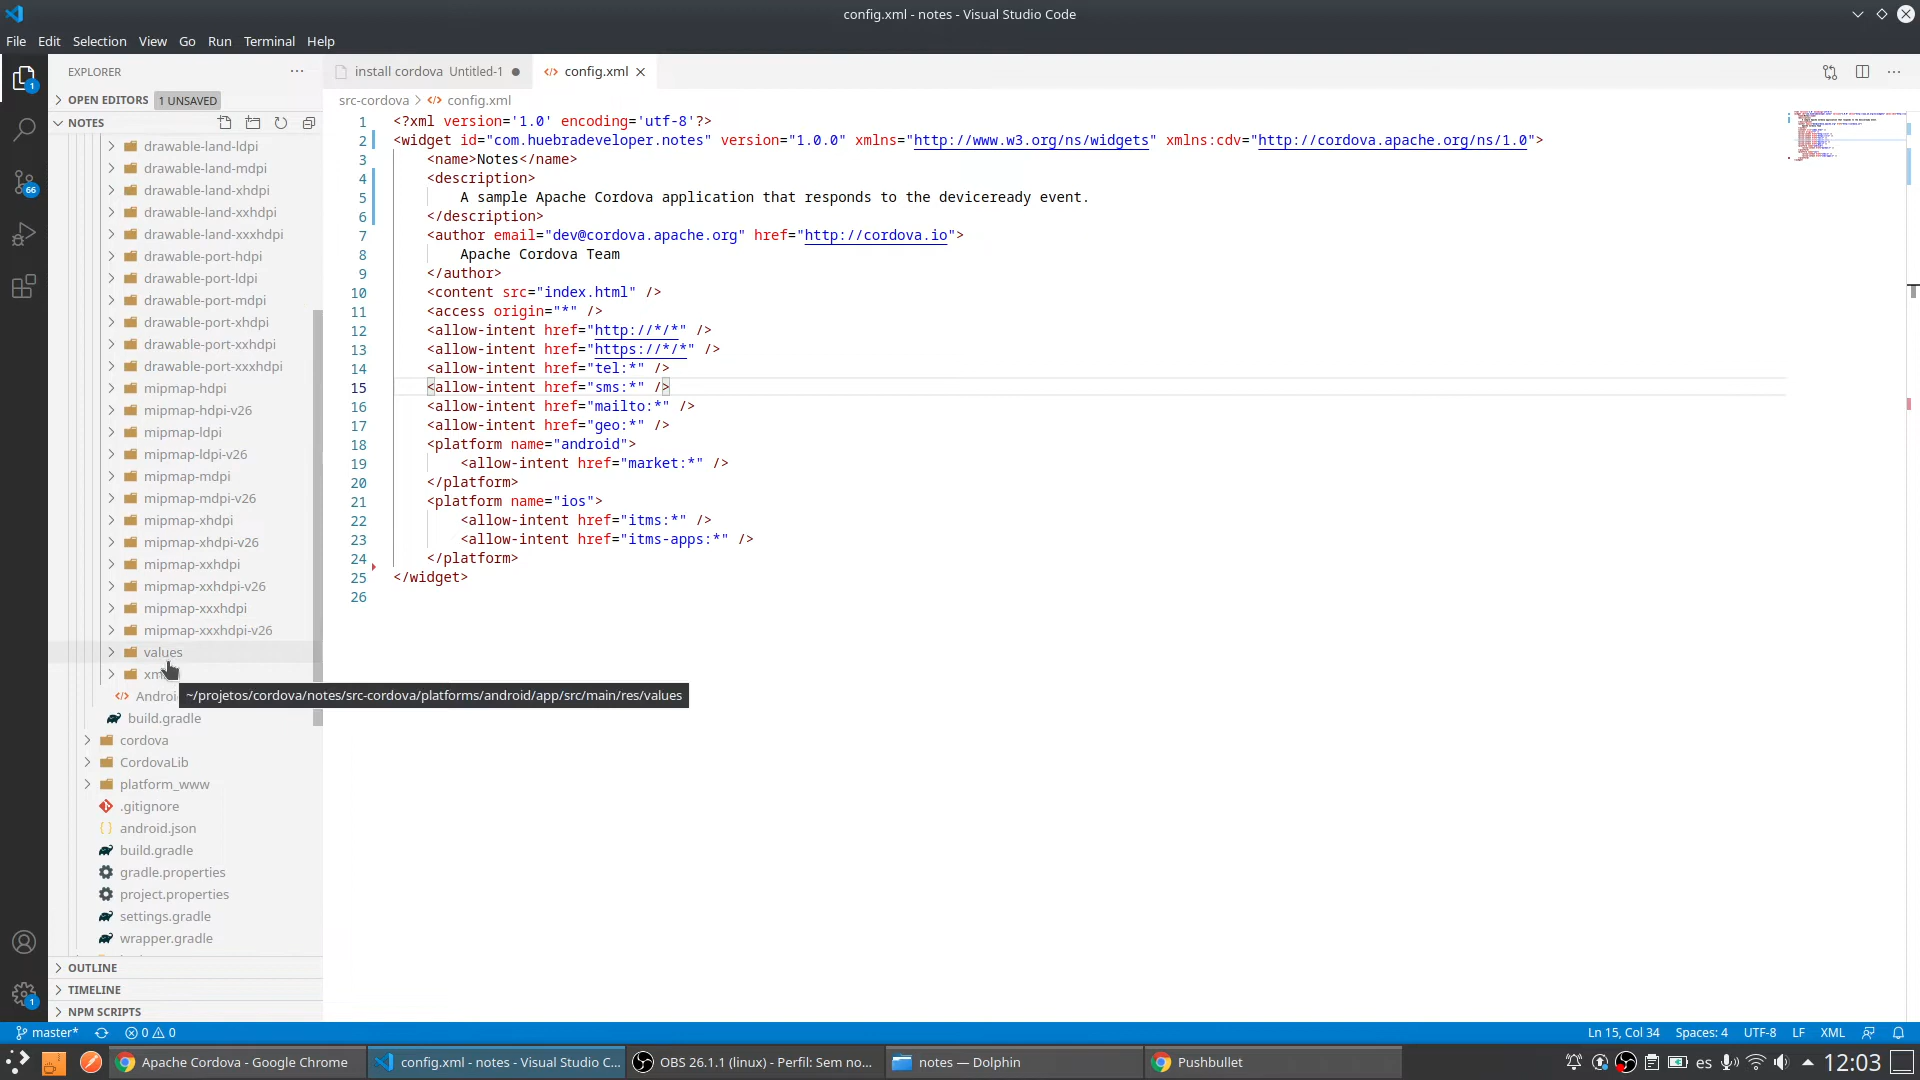 config.xml - notes - Visual Studio Code
File Edit Selection View Go Run Terminal Help
EXPLORER
install cordova Untitled-1
config.xml
OPEN EDITORS 1 UNSAVED
src-cordova > config.xml
NOTES
drawable-land-ldpi
drawable-land-mdpi
drawable-land-xhdpi
drawable-land-xxhdpi
drawable-land-xxxhdpi
drawable-port-hdpi
drawable-port-ldpi
drawable-port-mdpi
drawable-port-xhdpi
drawable-port-xxhdpi
drawable-port-xxxhdpi
mipmap-hdpi
mipmap-hdpi-v26
mipmap-ldpi
mipmap-ldpi-v26
mipmap-mdpi
mipmap-mdpi-v26
mipmap-xhdpi
mipmap-xhdpi-v26
mipmap-xxhdpi
mipmap-xxhdpi-v26
mipmap-xxxhdpi
mipmap-xxxhdpi-v26
values
~/projetos/cordova/notes/src-cordova/platforms/android/app/src/main/res/values
build.gradle
cordova
CordovaLib
platform_www
.gitignore
android.json
build.gradle
gradle.properties
project.properties
settings.gradle
wrapper.gradle
OUTLINE
TIMELINE
NPM SCRIPTS
1 <?xml version='1.0' encoding='utf-8'?>
2 <widget id="com.huebradeveloper.notes" version="1.0.0" xmlns="http://www.w3.org/ns/widgets" xmlns:cdv="http://cordova.apache.org/ns/1.0">
3 <name>Notes</name>
4 <description>
5 A sample Apache Cordova application that responds to the deviceready event.
6 </description>
7 <author email="dev@cordova.apache.org" href="http://cordova.io">
8 Apache Cordova Team
9 </author>
10 <content src="index.html" />
11 <access origin="*" />
12 <allow-intent href="http://*/*" />
13 <allow-intent href="https://*/*" />
14 <allow-intent href="tel:*" />
15 <allow-intent href="sms:*" />
16 <allow-intent href="mailto:*" />
17 <allow-intent href="geo:*" />
18 <platform name="android">
19 <allow-intent href="market:*" />
20 </platform>
21 <platform name="ios">
22 <allow-intent href="itms:*" />
23 <allow-intent href="itms-apps:*" />
24 </platform>
25 </widget>
26
1
66
1
master* 0 0 Ln 15, Col 34 Spaces: 4 UTF-8 LF XML
Apache Cordova - Google Chrome
config.xml - notes - Visual Studio C...
OBS 26.1.1 (linux) - Perfil: Sem no...
notes — Dolphin
Pushbullet
es
12:03